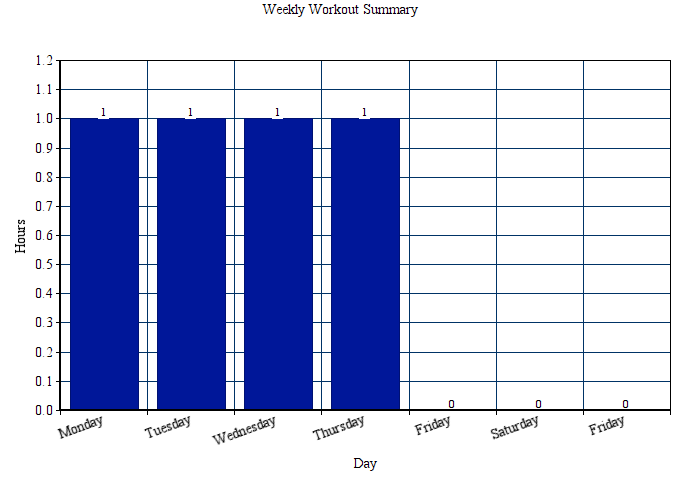 Weekly Workout Summary
1.2
1.1
1.0
0.9
0.8
0.7
0.6
0.5
0.4
0.3
0.2
0.1
0.0
Hours
1 1 1 1 0 0 0
Monday Tuesday Wednesday Thursday Friday Saturday Friday
Day